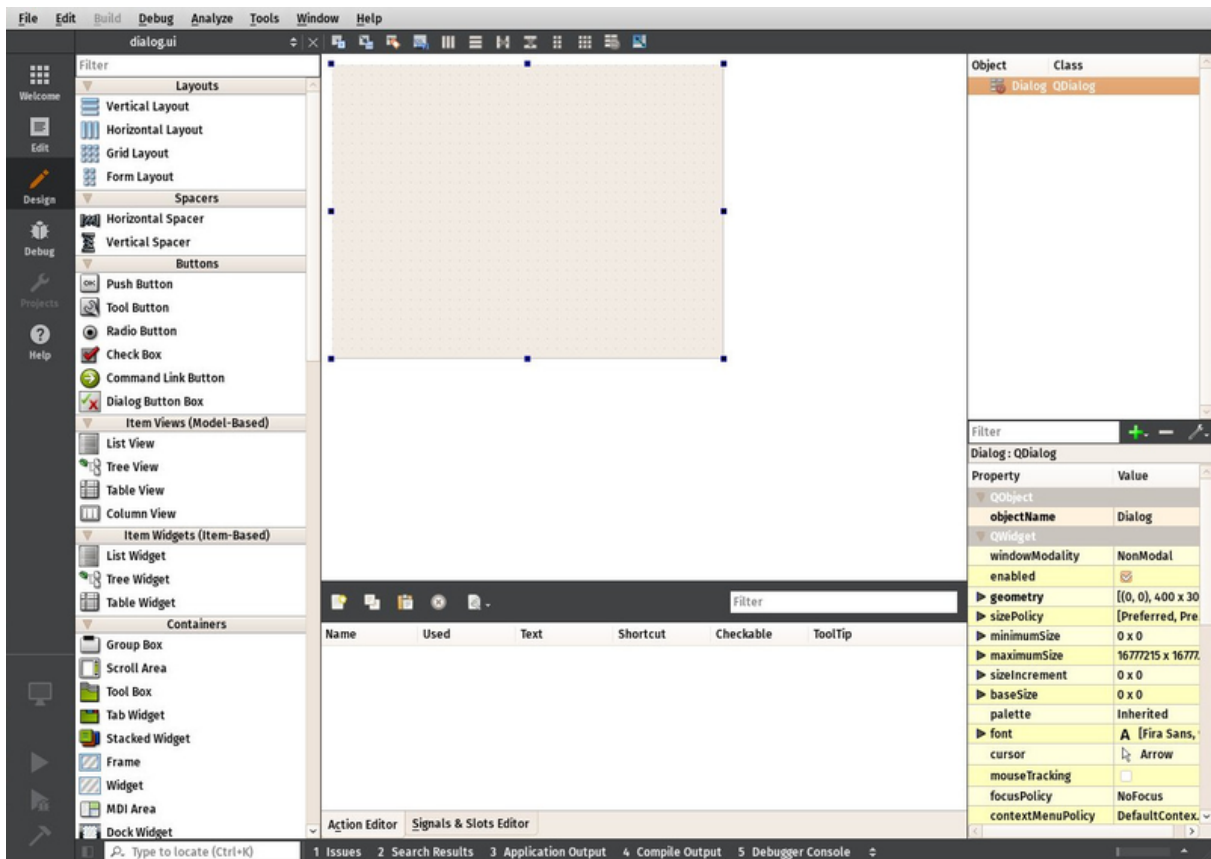 File Edit Build Debug Analyze Tools Window Help
dialog.ui
Welcome
Edit
Design
Debug
Projects
Help
Filter
Layouts
Vertical Layout
Horizontal Layout
Grid Layout
Form Layout
Spacers
Horizontal Spacer
Vertical Spacer
Buttons
Push Button
Tool Button
Radio Button
Check Box
Command Link Button
Dialog Button Box
Item Views (Model-Based)
List View
Tree View
Table View
Column View
Item Widgets (Item-Based)
List Widget
Tree Widget
Table Widget
Containers
Group Box
Scroll Area
Tool Box
Tab Widget
Stacked Widget
Frame
Widget
MDI Area
Dock Widget
Filter
Name Used Text Shortcut Checkable ToolTip
Action Editor Signals & Slots Editor
Object Class
Dialog QDialog
Filter
Dialog : QDialog
Property Value
QObject
objectName Dialog
QWidget
windowModality NonModal
enabled
geometry [(0, 0), 400 x 30
sizePolicy [Preferred, Pre
minimumSize 0 x 0
maximumSize 16777215 x 16777
sizeIncrement 0 x 0
baseSize 0 x 0
palette Inherited
font A [Fira Sans,
cursor Arrow
mouseTracking
focusPolicy NoFocus
contextMenuPolicy DefaultContex
Type to locate (Ctrl+K) 1 Issues 2 Search Results 3 Application Output 4 Compile Output 5 Debugger Console